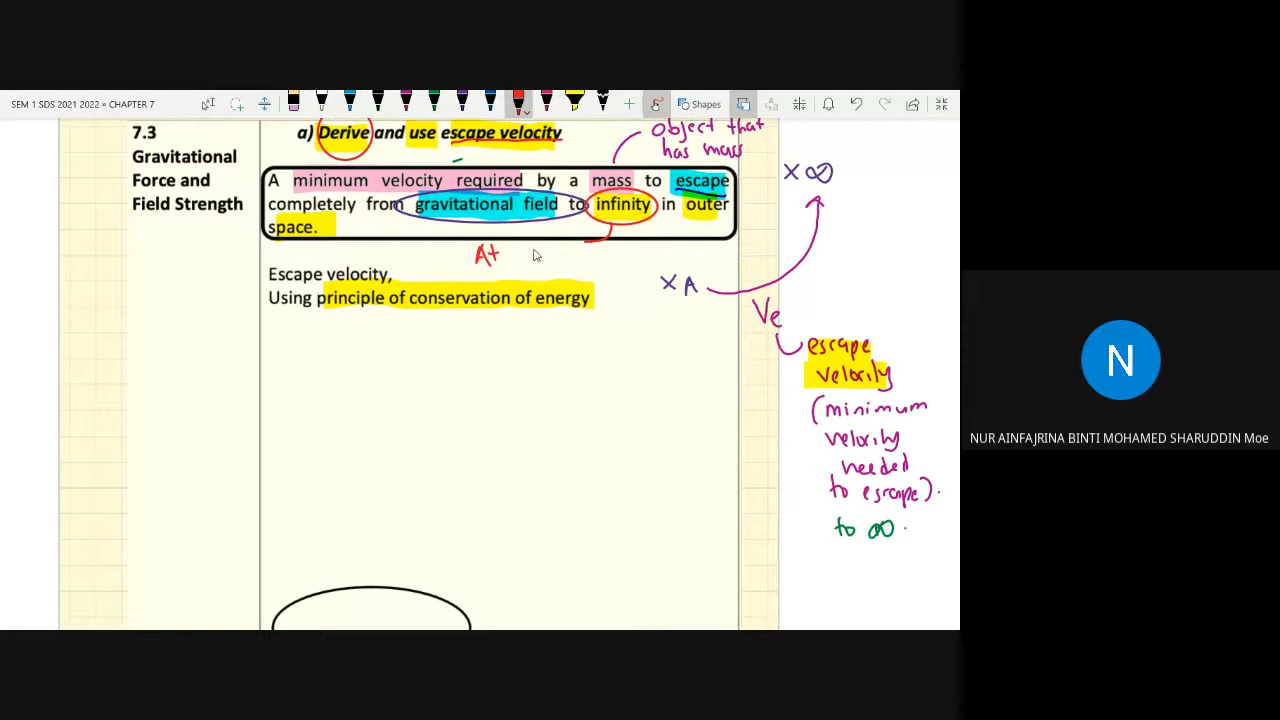 SEM 1 SDS 2021 2022 » CHAPTER 7
Shapes
7.3
Gravitational
Force and
Field Strength
a) Derive and use escape velocity
object that
has mass
A minimum velocity required by a mass to escape
completely from gravitational field to infinity in outer
space.
At
x ∞
x A
Ve
Escape velocity,
Using principle of conservation of energy
escape
velocity
(minimum
velocity
needed
to escape).
to ∞.
N
NUR AINFAJRINA BINTI MOHAMED SHARUDDIN Moe